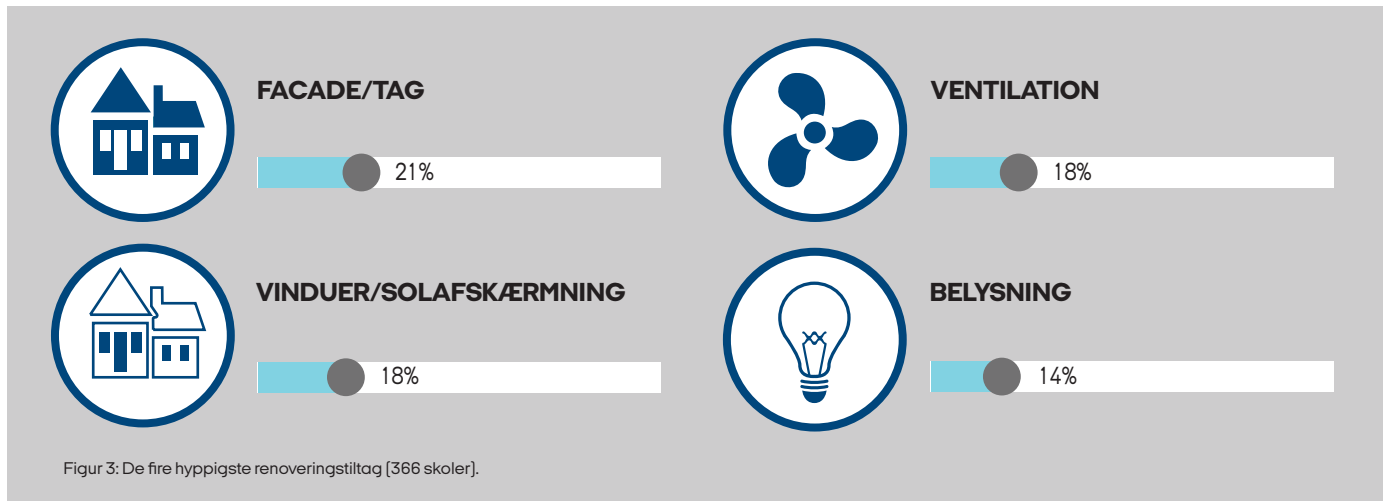 FACADE/TAG
21%
VENTILATION
18%
VINDUER/SOLAFSKÆRMNING
18%
BELYSNING
14%
Figur 3: De fire hyppigste renoveringstiltag (366 skoler).